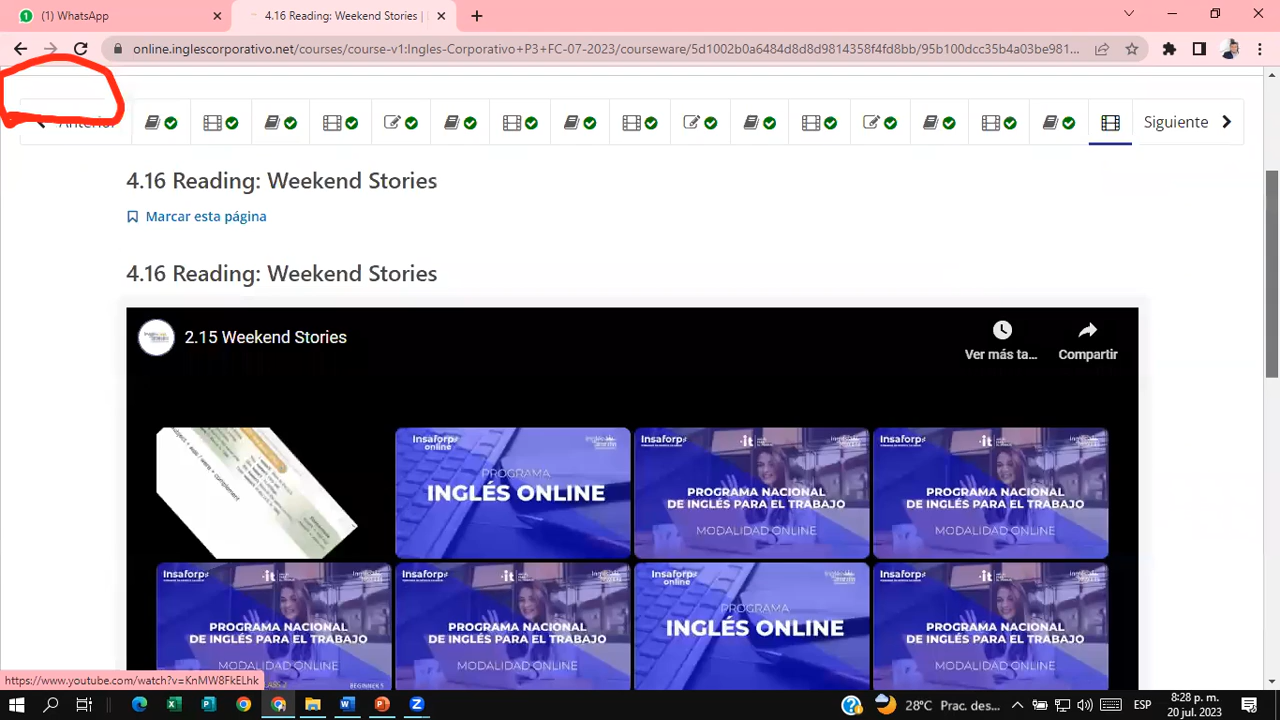 (1) WhatsApp
4.16 Reading: Weekend Stories |
online.inglescorporativo.net/courses/course-v1:Ingles-Corporativo+P3+FC-07-2023/courseware/5d1002bdb484d8d8b9814358f4fd8bb/95b100dcc35b4a03be981...
Anterior
Siguiente
4.16 Reading: Weekend Stories
Marcar esta página
4.16 Reading: Weekend Stories
2.15 Weekend Stories
Ver más ta...
Compartir
Insaforp online
PROGRAMA
INGLÉS ONLINE
Insaforp
PROGRAMA NACIONAL
DE INGLÉS PARA EL TRABAJO
MODALIDAD ONLINE
Insaforp
PROGRAMA NACIONAL
DE INGLÉS PARA EL TRABAJO
MODALIDAD ONLINE
Insaforp
PROGRAMA NACIONAL
DE INGLÉS PARA EL TRABAJO
MODALIDAD ONLINE
Insaforp
PROGRAMA NACIONAL
DE INGLÉS PARA EL TRABAJO
MODALIDAD ONLINE
BEGINNER
Insaforp online
PROGRAMA
INGLÉS ONLINE
Insaforp
PROGRAMA NACIONAL
DE INGLÉS PARA EL TRABAJO
MODALIDAD ONLINE
https://www.youtube.com/watch?v=KnMW8FkELhk
28°C Prac. des...
ESP
8:28 p. m.
20 jul. 2023